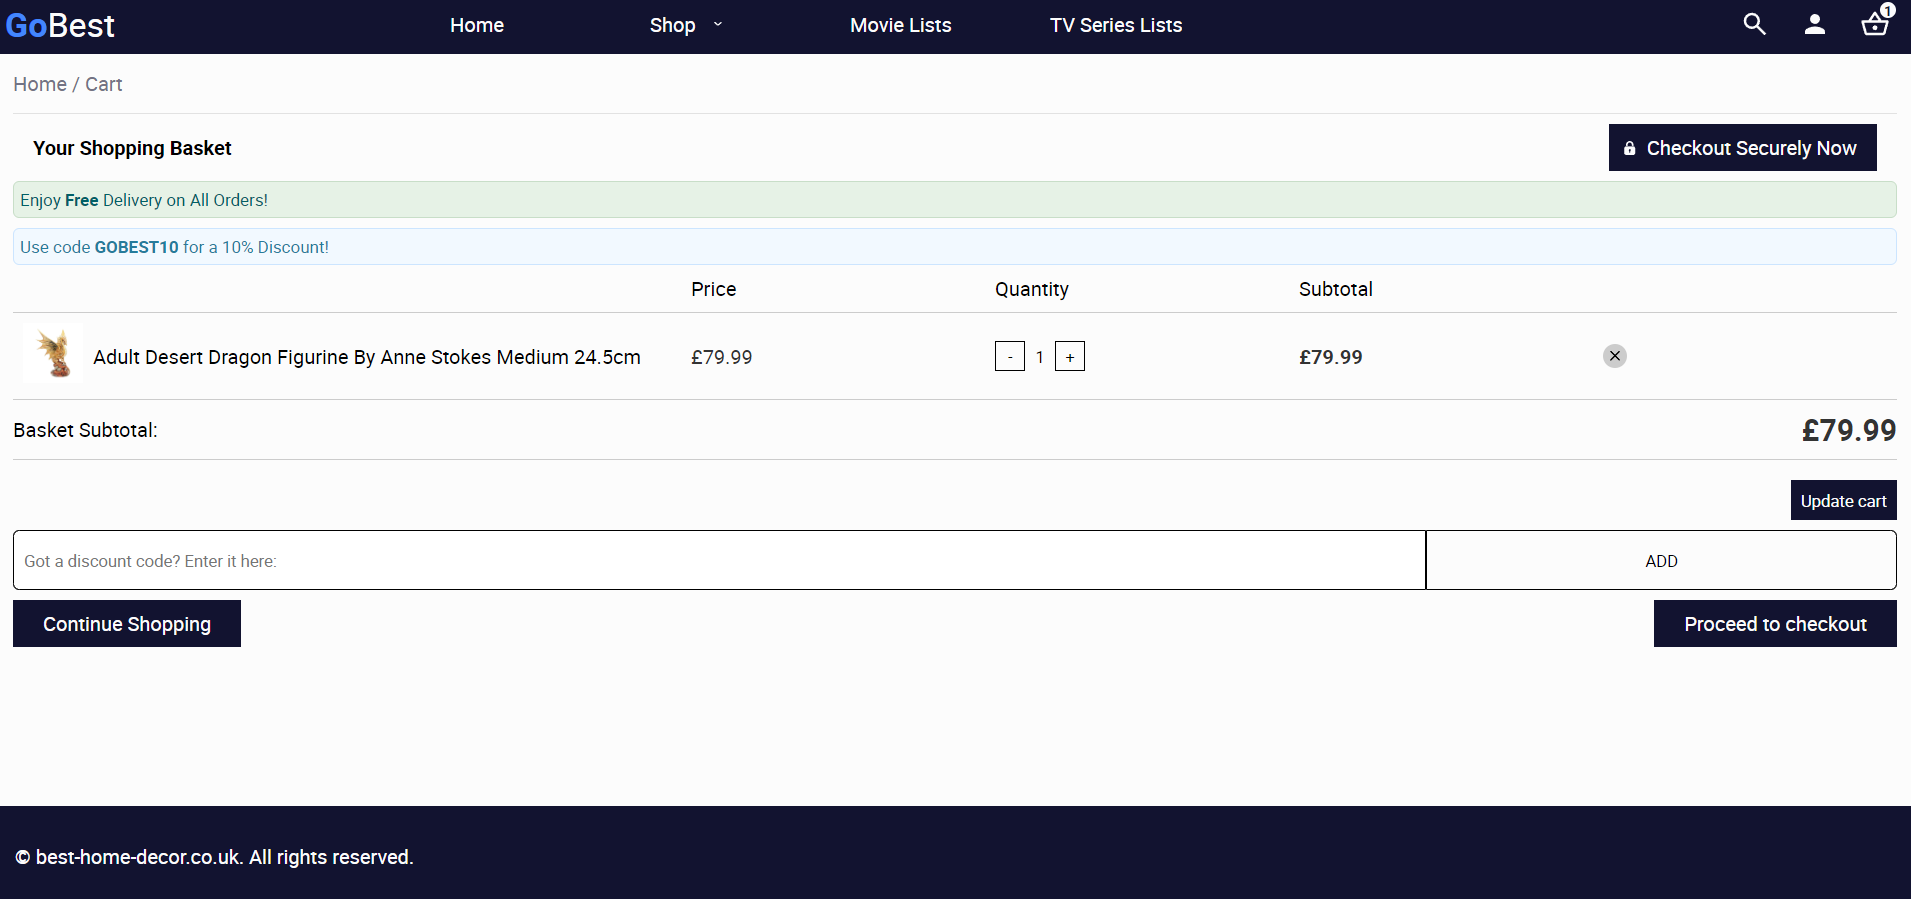 GoBest
Home
Shop
Movie Lists
TV Series Lists
1
Home / Cart
Your Shopping Basket
Checkout Securely Now
Enjoy Free Delivery on All Orders!
Use code GOBEST10 for a 10% Discount!
Price
Quantity
Subtotal
Adult Desert Dragon Figurine By Anne Stokes Medium 24.5cm
£79.99
- 1 +
£79.99
Basket Subtotal:
£79.99
Update cart
Got a discount code? Enter it here:
ADD
Continue Shopping
Proceed to checkout
© best-home-decor.co.uk. All rights reserved.